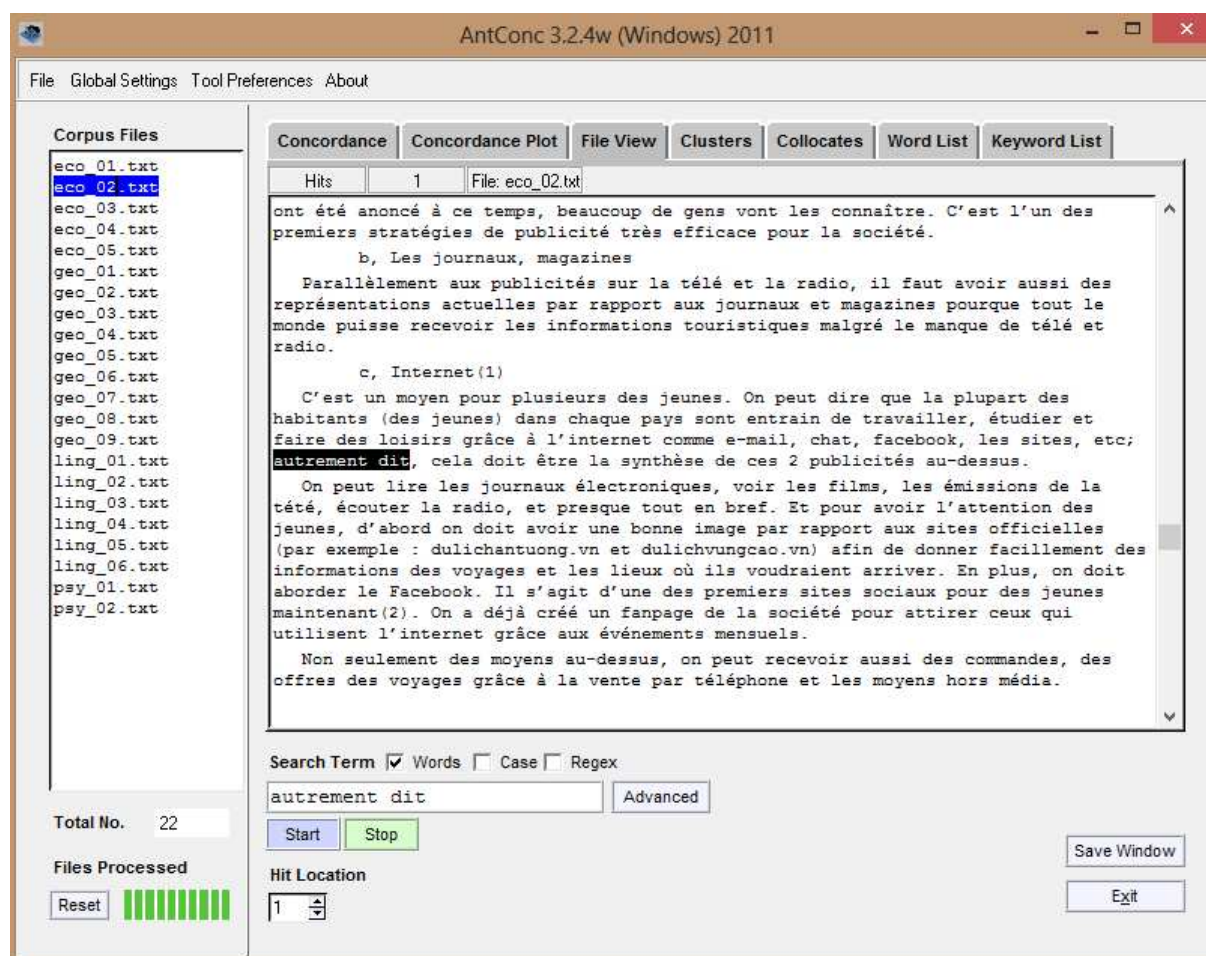 AntConc 3.2.4w (Windows) 2011
File Global Settings Tool Preferences About
Corpus Files
eco_01.txt
eco_02.txt
eco_03.txt
eco_04.txt
eco_05.txt
geo_01.txt
geo_02.txt
geo_03.txt
geo_04.txt
geo_05.txt
geo_06.txt
geo_07.txt
geo_08.txt
geo_09.txt
ling_01.txt
ling_02.txt
ling_03.txt
ling_04.txt
ling_05.txt
ling_06.txt
psy_01.txt
psy_02.txt
Total No. 22
Files Processed
Reset
Concordance Concordance Plot File View Clusters Collocates Word List Keyword List
Hits 1 File: eco_02.txt
ont été anoncé à ce temps, beaucoup de gens vont les connaître. C'est l'un des
premiers stratégies de publicité très efficace pour la société.
b, Les journaux, magazines
Parallèlement aux publicités sur la télé et la radio, il faut avoir aussi des
représentations actuelles par rapport aux journaux et magazines pourque tout le
monde puisse recevoir les informations touristiques malgré le manque de télé et
radio.
c, Internet(1)
C'est un moyen pour plusieurs des jeunes. On peut dire que la plupart des
habitants (des jeunes) dans chaque pays sont entrain de travailler, étudier et
faire des loisirs grâce à l'internet comme e-mail, chat, facebook, les sites, etc;
autrement dit, cela doit être la synthèse de ces 2 publicités au-dessus.
On peut lire les journaux électroniques, voir les films, les émissions de la
tété, écouter la radio, et presque tout en bref. Et pour avoir l'attention des
jeunes, d'abord on doit avoir une bonne image par rapport aux sites officielles
(par exemple : dulichantuong.vn et dulichvungcao.vn) afin de donner facillement des
informations des voyages et les lieux où ils voudraient arriver. En plus, on doit
aborder le Facebook. Il s'agit d'une des premiers sites sociaux pour des jeunes
maintenant(2). On a déjà créé un fanpage de la société pour attirer ceux qui
utilisent l'internet grâce aux événements mensuels.
Non seulement des moyens au-dessus, on peut recevoir aussi des commandes, des
offres des voyages grâce à la vente par téléphone et les moyens hors média.
Search Term Words Case Regex
autrement dit Advanced
Start Stop
Hit Location
1
Save Window
Exit